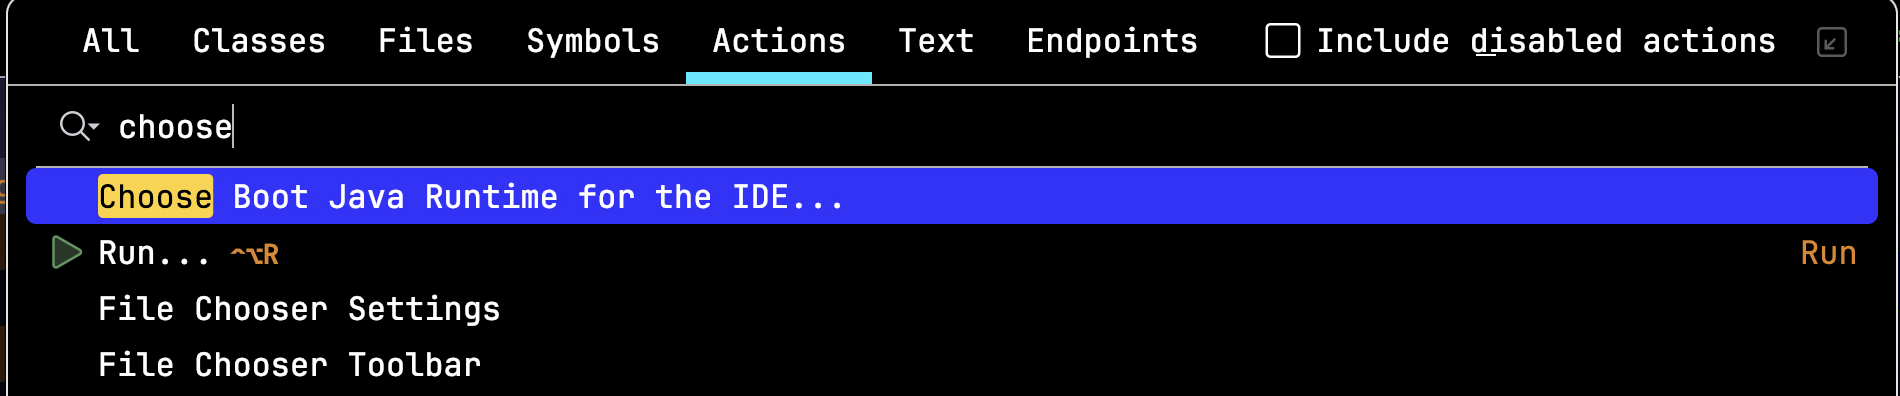 All Classes Files Symbols Actions Text Endpoints Include disabled actions
choose
Choose Boot Java Runtime for the IDE...
Run... ⌃⌥R Run
File Chooser Settings
File Chooser Toolbar